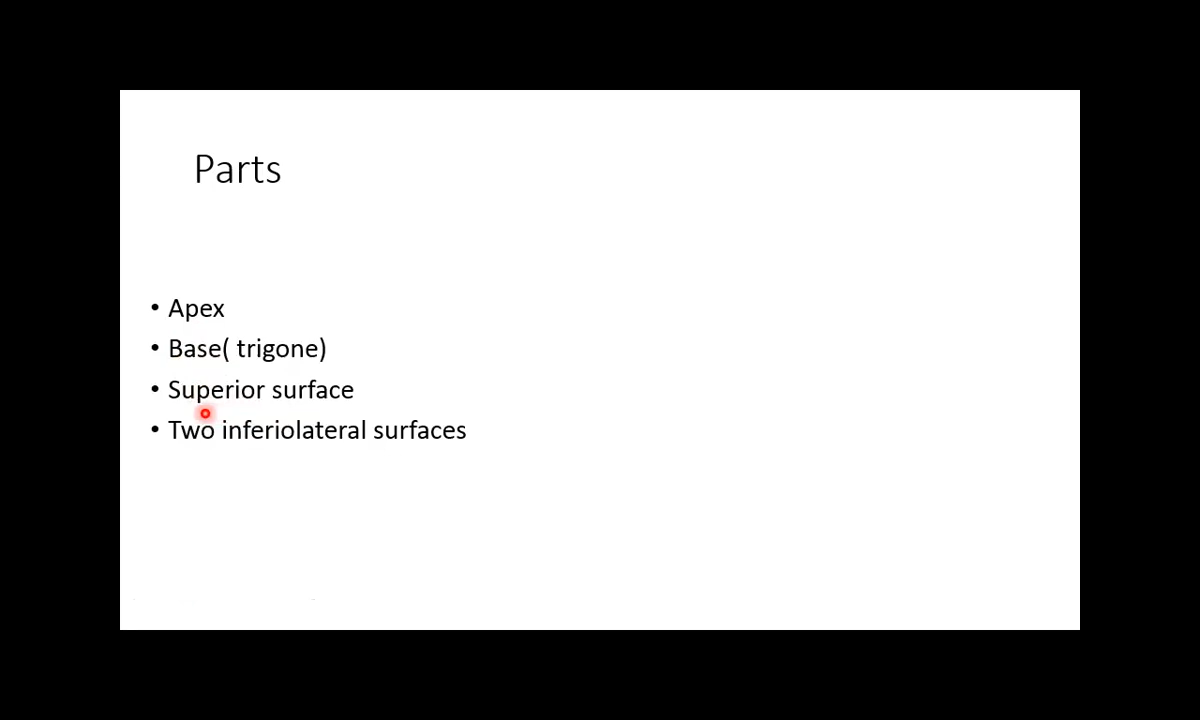 Parts
• Apex
• Base( trigone)
• Superior surface
• Two inferiolateral surfaces